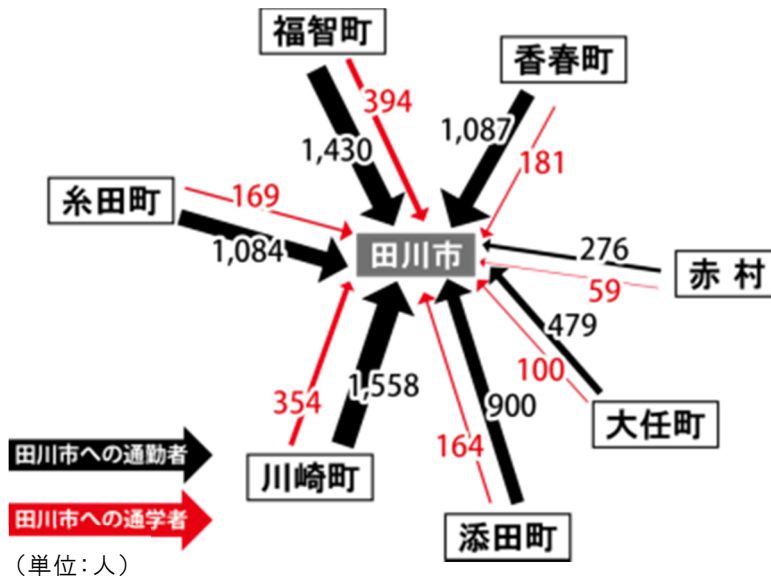 福智町
香春町
394
1,087
1,430
181
糸田町
169
1,084
田川市
276
赤 村
59
479
100
354
1,558
900
大任町
164
田川市への通勤者
川崎町
田川市への通学者
添田町
（単位：人）